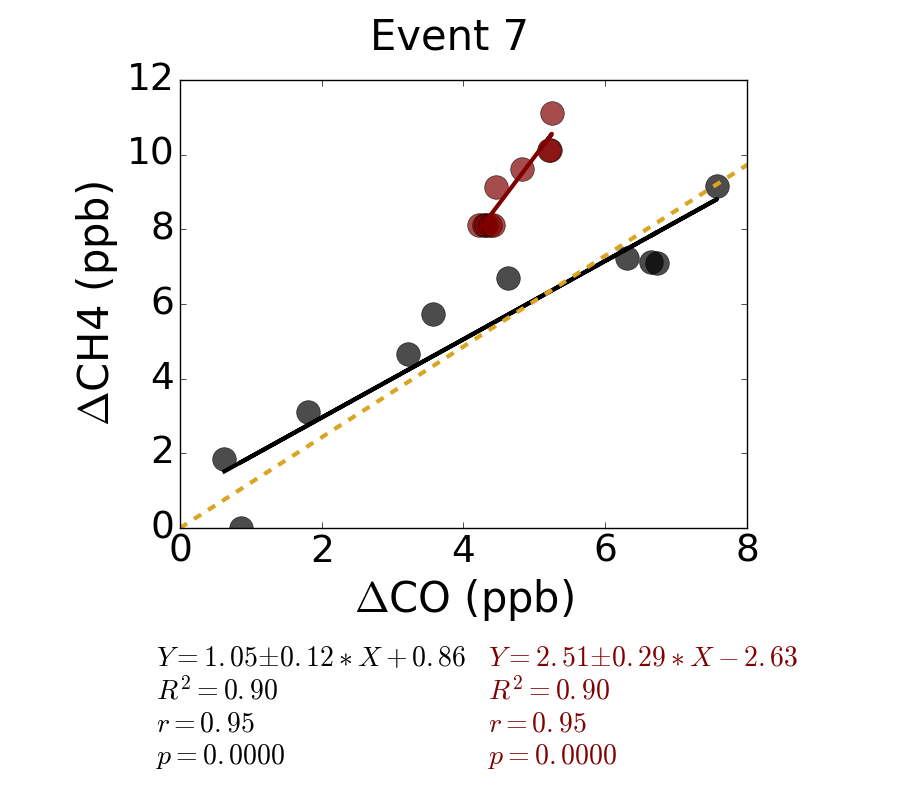 Event 7
12
10
8
6
4
2
0
0 2 4 6 8
ΔCH4 (ppb)
ΔCO (ppb)
Y=1.05±0.12∗X+0.86
R²=0.90
r=0.95
p=0.0000
Y=2.51±0.29∗X−2.63
R²=0.90
r=0.95
p=0.0000